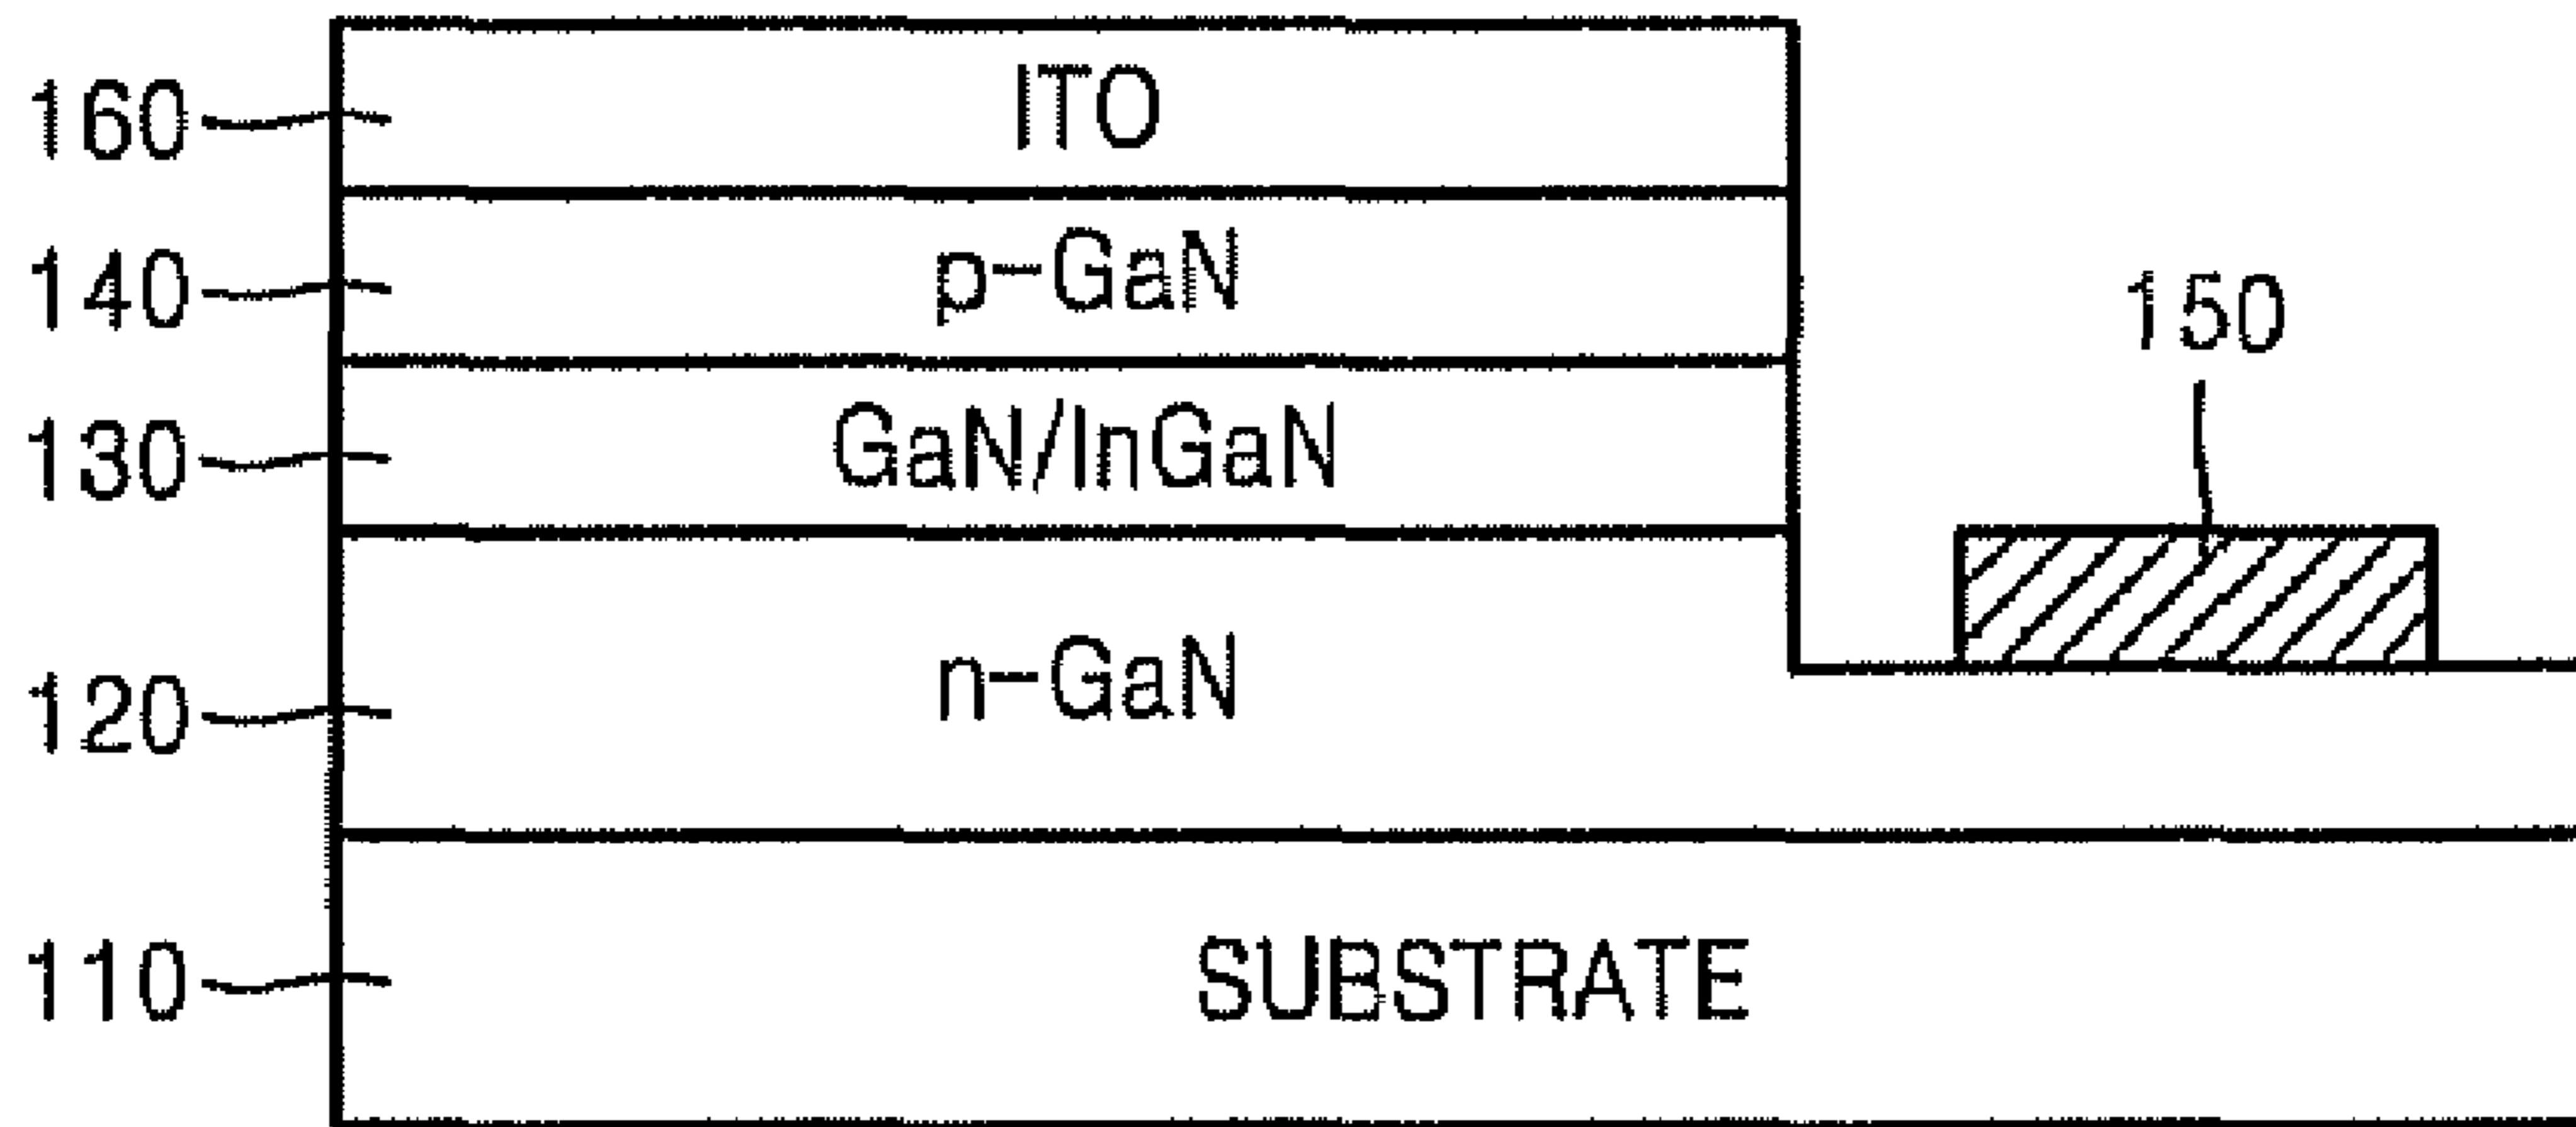 160 ITO
140 p-GaN
150
130 GaN/InGaN
120 n-GaN
110 SUBSTRATE